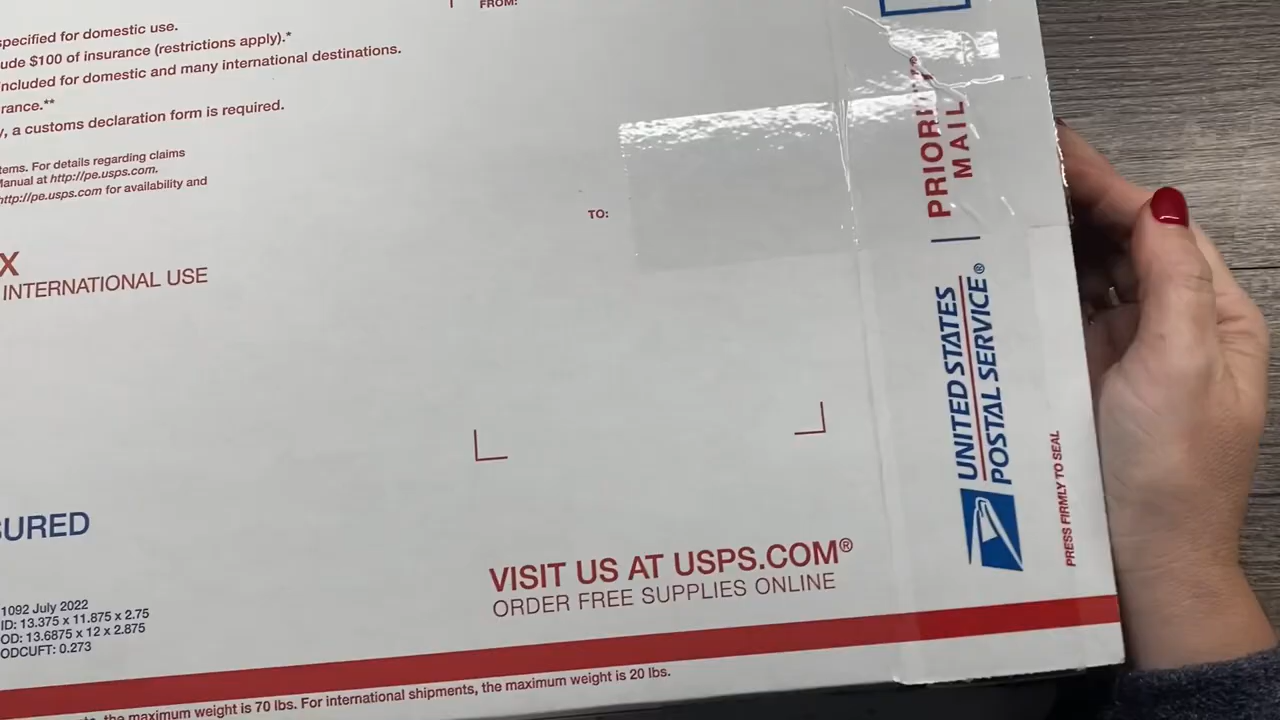 FROM:
specified for domestic use.
ude $100 of insurance (restrictions apply).*
included for domestic and many international destinations.
rance.**
, a customs declaration form is required.
tems. For details regarding claims
Manual at http://pe.usps.com.
http://pe.usps.com for availability and
TO:
X
INTERNATIONAL USE
PRIORITY®
MAIL
UNITED STATES
POSTAL SERVICE®
PRESS FIRMLY TO SEAL
SURED
VISIT US AT USPS.COM®
ORDER FREE SUPPLIES ONLINE
1092 July 2022
ID: 13.375 x 11.875 x 2.75
OD: 13.6875 x 12 x 2.875
ODCUFT: 0.273
the maximum weight is 70 lbs. For international shipments, the maximum weight is 20 lbs.